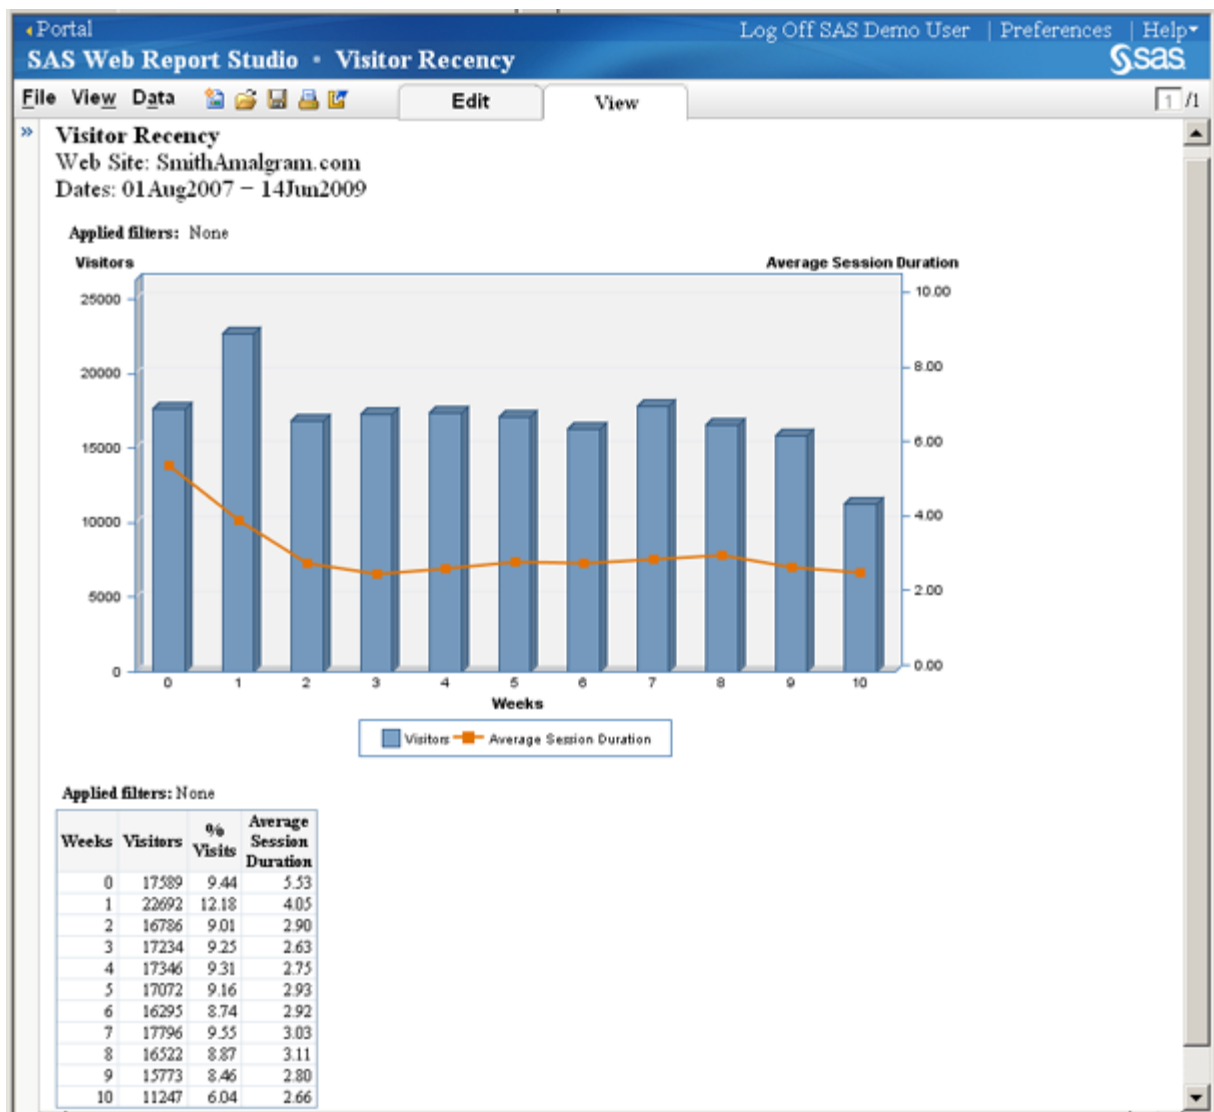 Portal Log Off SAS Demo User | Preferences | Help
SAS Web Report Studio • Visitor Recency sas
File View Data Edit View 1 /1
» Visitor Recency
Web Site: SmithAmalgram.com
Dates: 01Aug2007 – 14Jun2009
Applied filters: None
Visitors Average Session Duration
25000 10.00
20000 8.00
15000 6.00
10000 4.00
5000 2.00
0 0.00
0 1 2 3 4 5 6 7 8 9 10
Weeks
Visitors Average Session Duration
Applied filters: None
Weeks Visitors % Visits Average Session Duration
0 17589 9.44 5.53
1 22692 12.18 4.05
2 16786 9.01 2.90
3 17234 9.25 2.63
4 17346 9.31 2.75
5 17072 9.16 2.93
6 16295 8.74 2.92
7 17796 9.55 3.03
8 16522 8.87 3.11
9 15773 8.46 2.80
10 11247 6.04 2.66